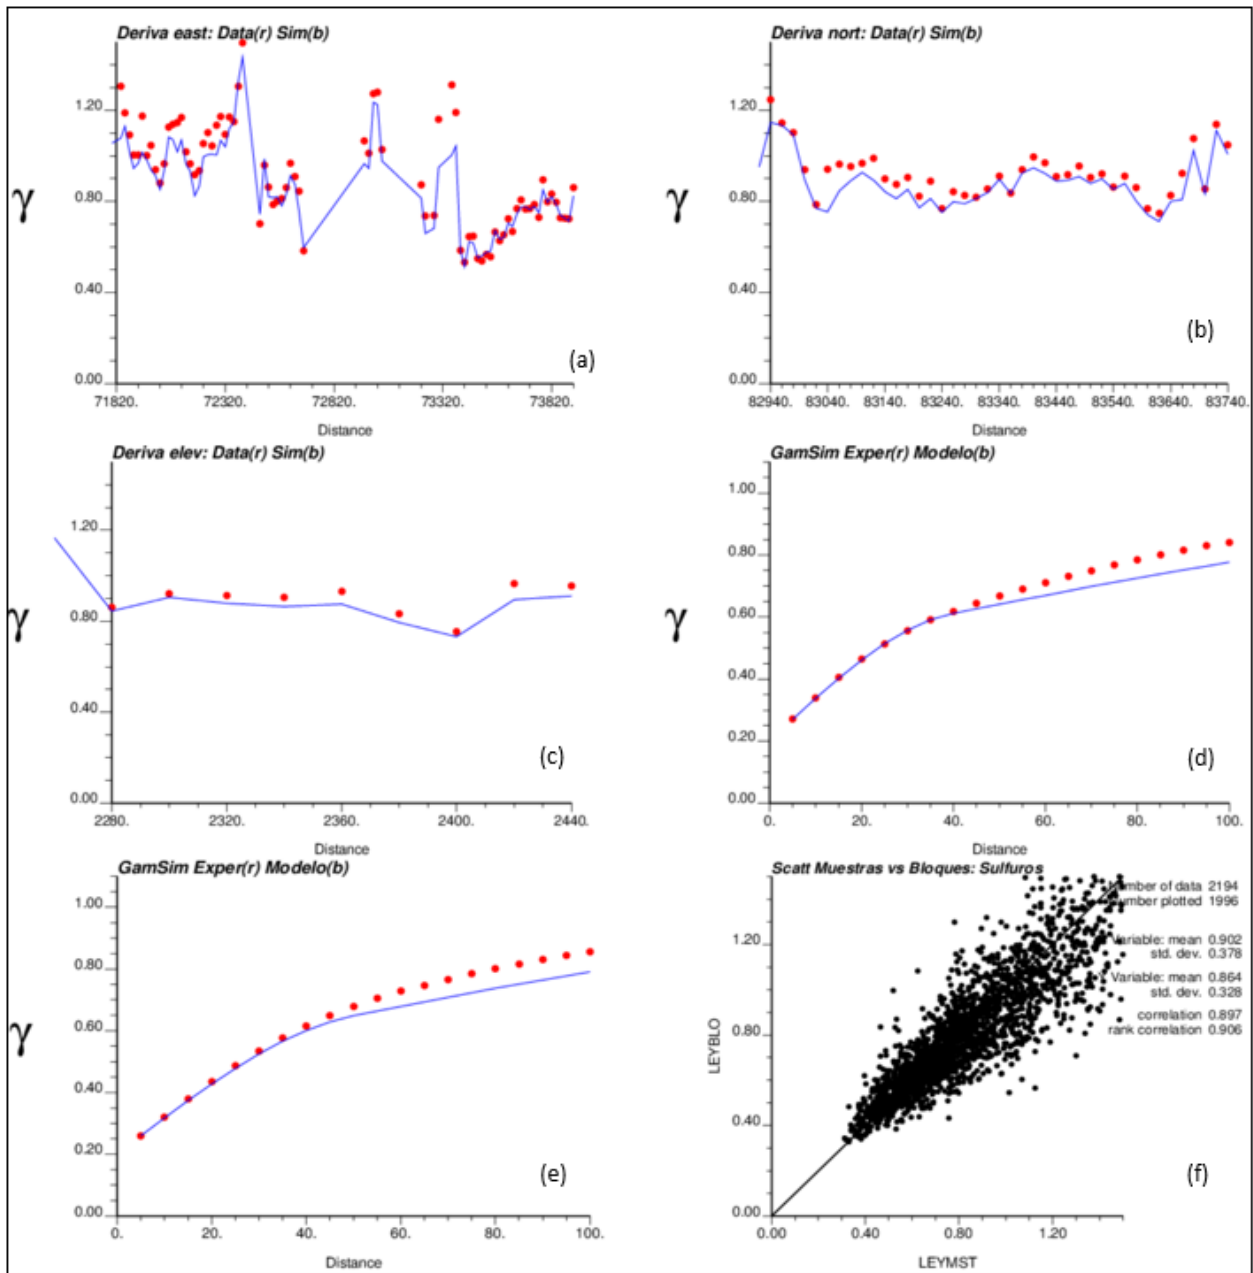 Deriva east: Data(r) Sim(b)
γ
1.20
0.80
0.40
0.00
71820. 72320. 72820. 73320. 73820.
Distance
(a)
Deriva nort: Data(r) Sim(b)
γ
1.20
0.80
0.40
0.00
82940. 83040. 83140. 83240. 83340. 83440. 83540. 83640. 83740.
Distance
(b)
Deriva elev: Data(r) Sim(b)
γ
1.20
0.80
0.40
0.00
2280. 2320. 2360. 2400. 2440.
Distance
(c)
GamSim Exper(r) Modelo(b)
γ
1.00
0.80
0.60
0.40
0.20
0.00
0. 20. 40. 60. 80. 100.
Distance
(d)
GamSim Exper(r) Modelo(b)
γ
1.00
0.80
0.60
0.40
0.20
0.00
0. 20. 40. 60. 80. 100.
Distance
(e)
Scatt Muestras vs Bloques: Sulfuros
LEYBLO
1.20
0.80
0.40
0.00
0.00 0.40 0.80 1.20
LEYMST
of data 2194
plotted 1996
Variable: mean 0.902
std. dev. 0.378
Variable: mean 0.864
std. dev. 0.328
correlation 0.897
rank correlation 0.906
(f)